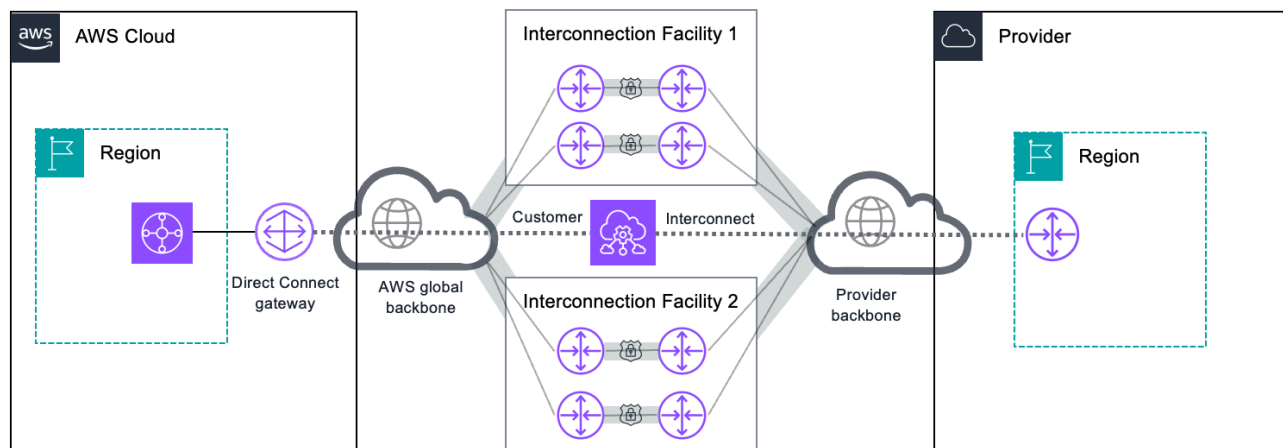 aws
AWS Cloud
Region
Direct Connect
gateway
AWS global
backbone
Interconnection Facility 1
Customer
Interconnect
Interconnection Facility 2
Provider
backbone
Provider
Region